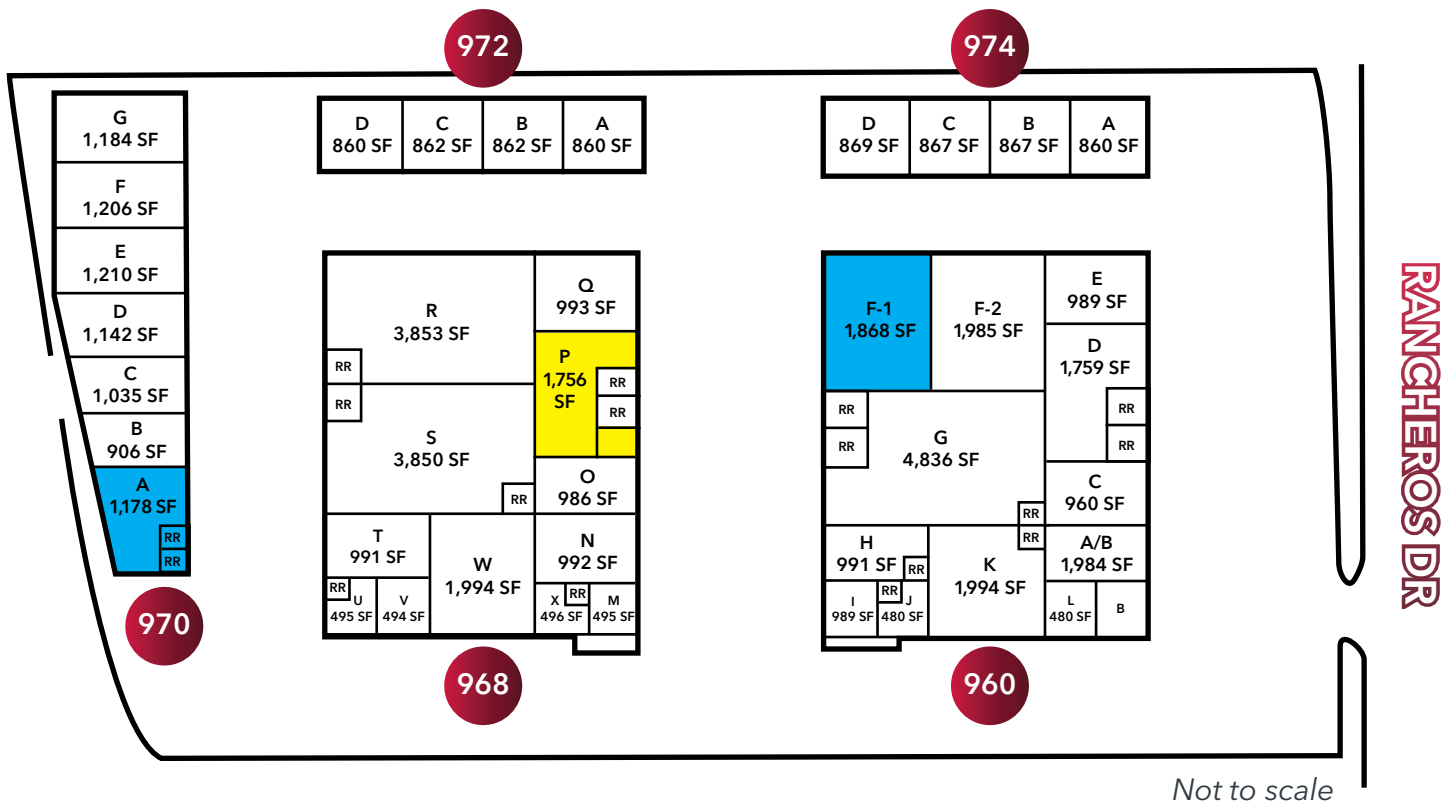 972
974
G
1,184 SF
F
1,206 SF
E
1,210 SF
D
1,142 SF
C
1,035 SF
B
906 SF
A
1,178 SF
RR
RR
970
D
860 SF
C
862 SF
B
862 SF
A
860 SF
D
869 SF
C
867 SF
B
867 SF
A
860 SF
R
3,853 SF
Q
993 SF
P
1,756
SF
RR
RR
RR
RR
S
3,850 SF
RR
O
986 SF
T
991 SF
W
1,994 SF
N
992 SF
RR
U
495 SF
V
494 SF
X
496 SF
RR
M
495 SF
968
F-1
1,868 SF
F-2
1,985 SF
E
989 SF
D
1,759 SF
RR
RR
RR
RR
G
4,836 SF
C
960 SF
RR
RR
H
991 SF
RR
K
1,994 SF
A/B
1,984 SF
I
989 SF
RR
J
480 SF
L
480 SF
B
960
RANCHEROS DR
Not to scale